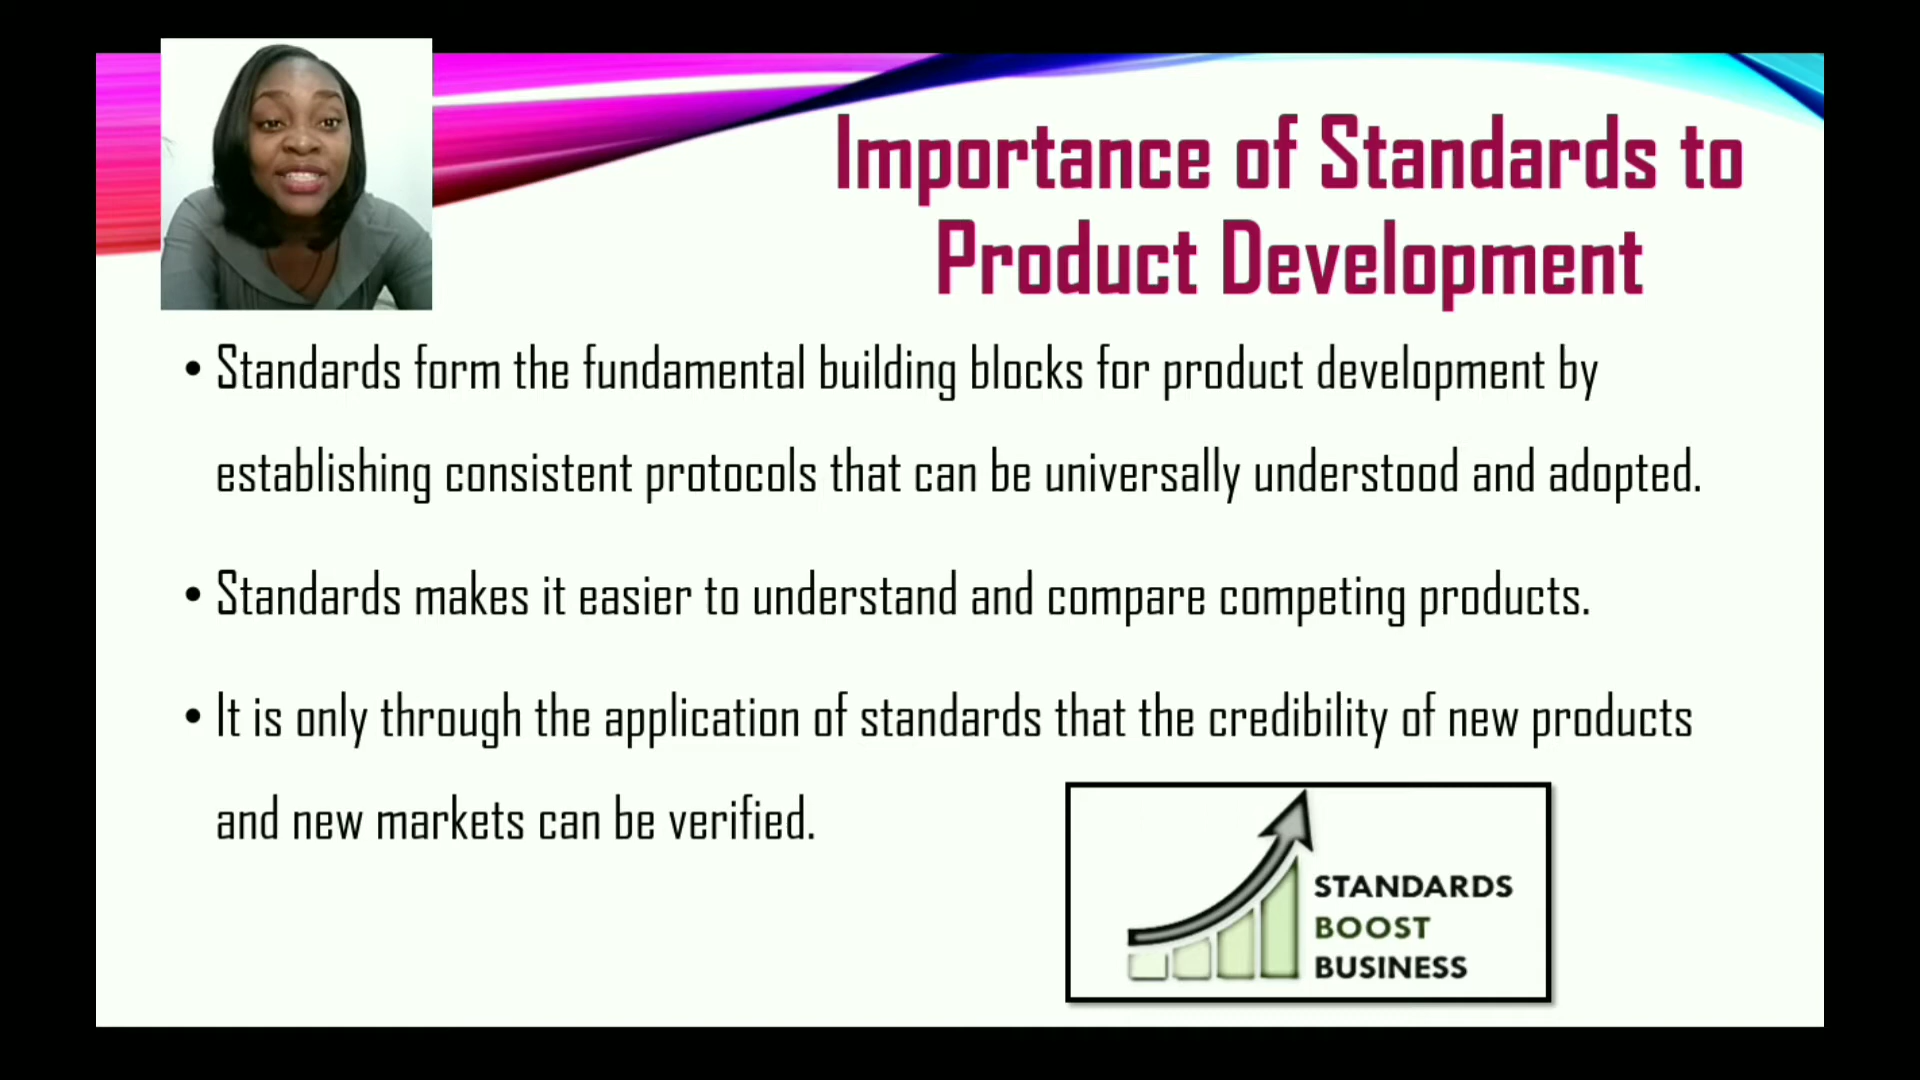 Importance of Standards to
Product Development
• Standards form the fundamental building blocks for product development by
establishing consistent protocols that can be universally understood and adopted.
• Standards makes it easier to understand and compare competing products.
• It is only through the application of standards that the credibility of new products
and new markets can be verified.
STANDARDS
BOOST
BUSINESS